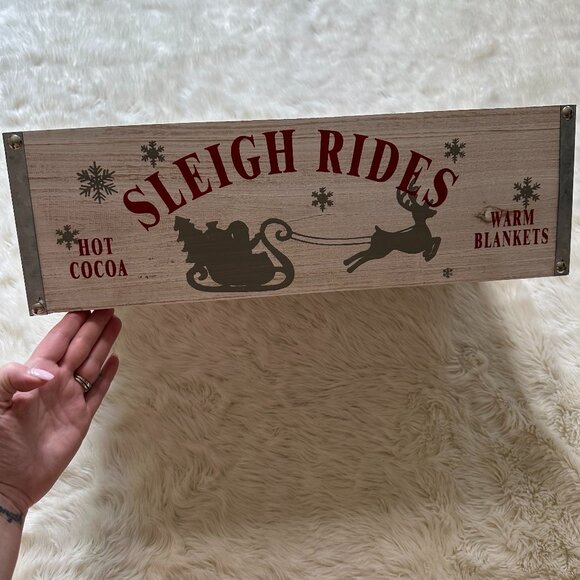 SLEIGH RIDES
HOT
COCOA
WARM
BLANKETS